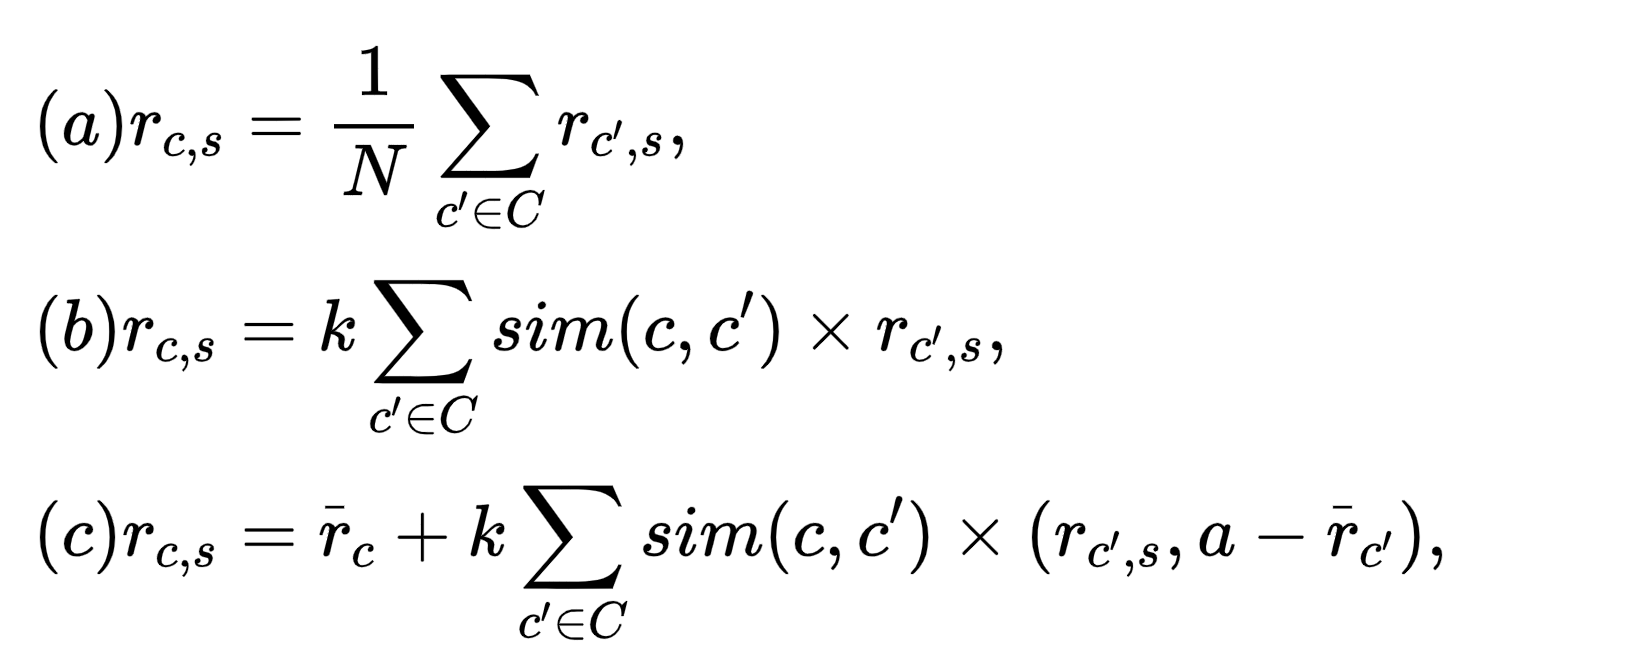 (a)r_{c,s} = \frac{1}{N} \sum_{c' \in C} r_{c',s},
(b)r_{c,s} = k \sum_{c' \in C} sim(c, c') \times r_{c',s},
(c)r_{c,s} = \bar{r}_c + k \sum_{c' \in C} sim(c, c') \times (r_{c',s}, a - \bar{r}_{c'}),